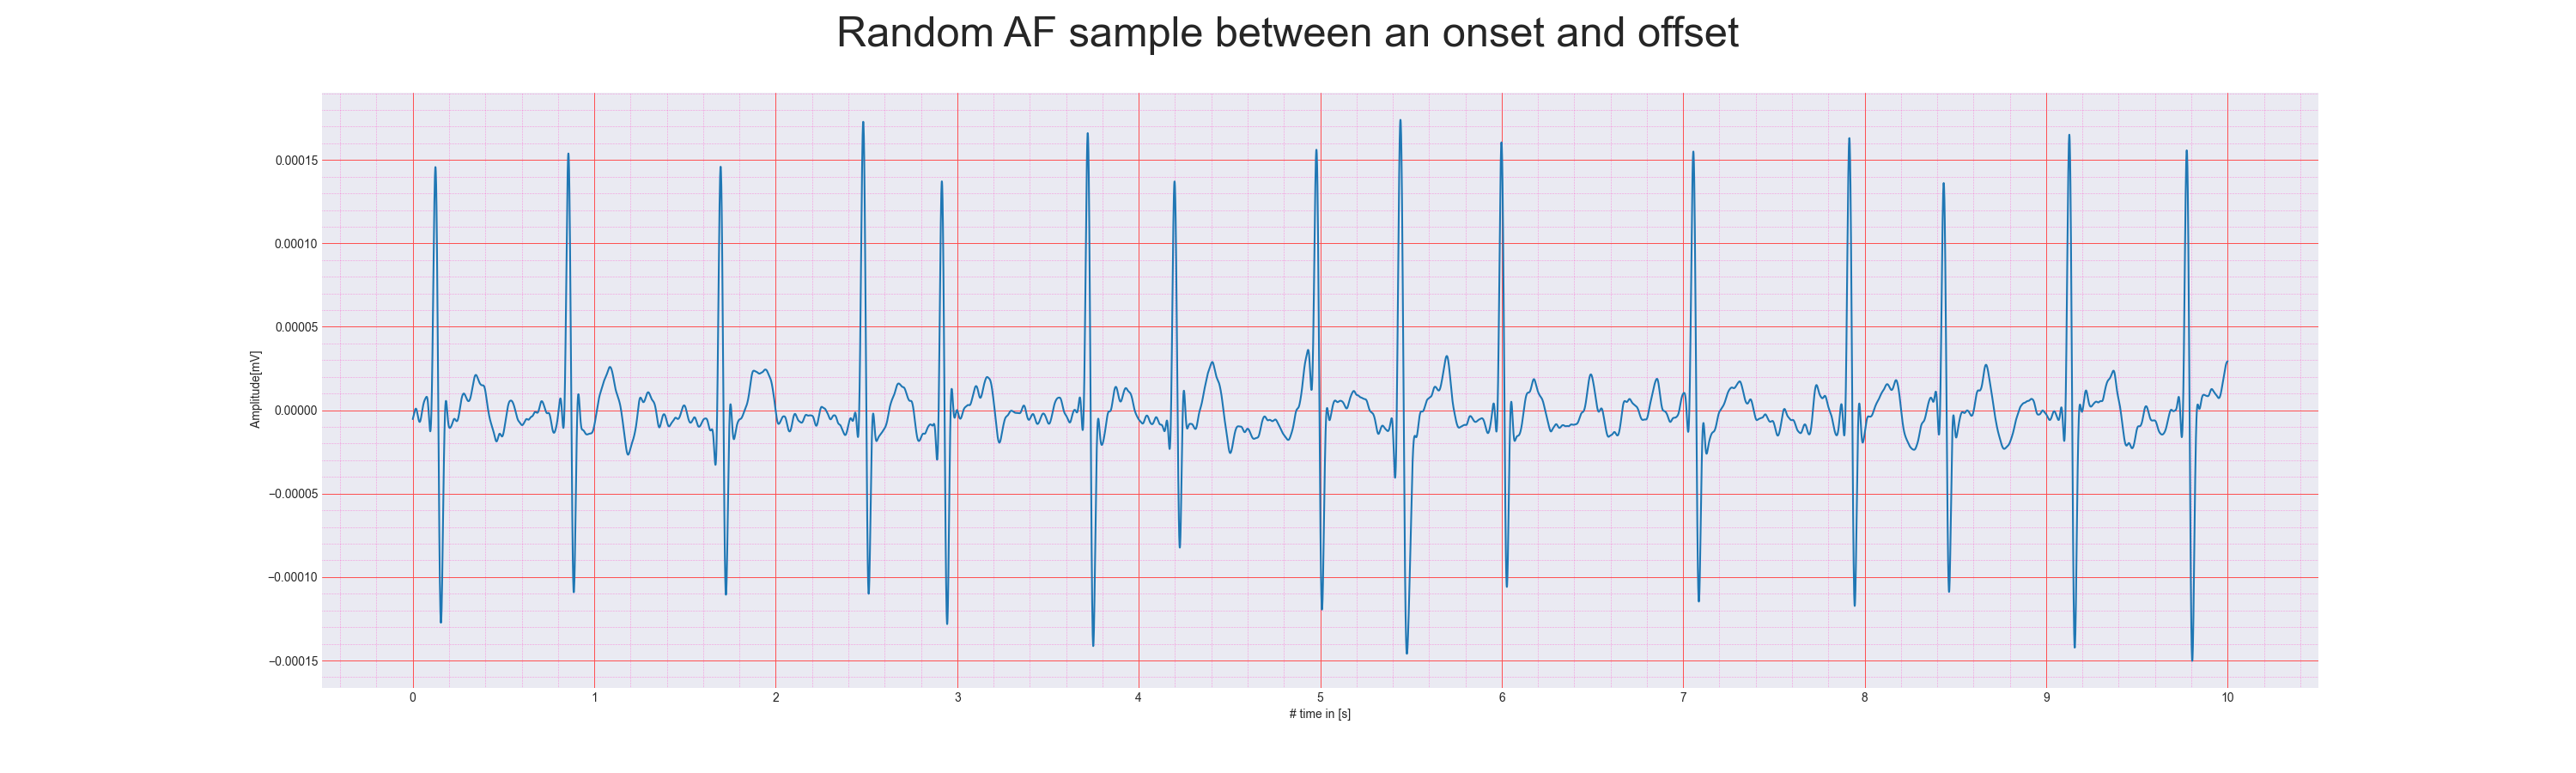 Random AF sample between an onset and offset
0.00015
0.00010
0.00005
0.00000
−0.00005
−0.00010
−0.00015
Amplitude[mV]
0 1 2 3 4 5 6 7 8 9 10
# time in [s]